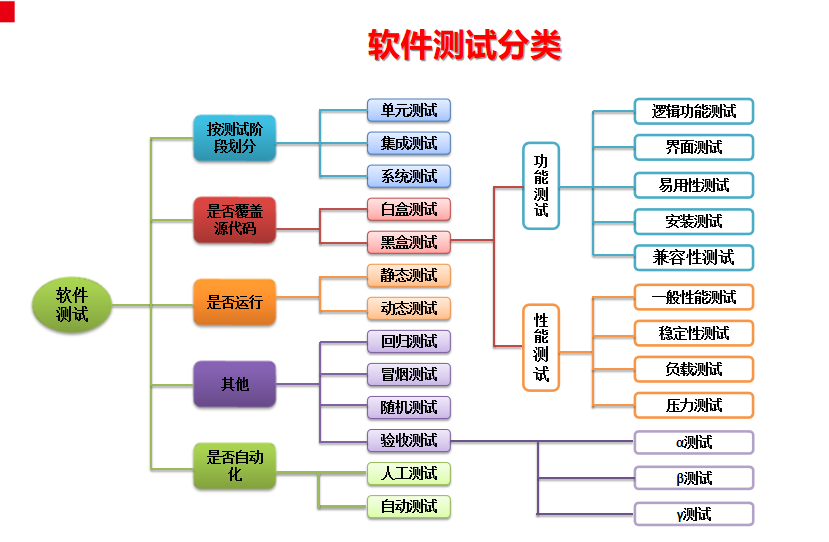 软件测试分类
软件
测试
按测试阶
段划分
单元测试
集成测试
系统测试
是否覆盖
源代码
白盒测试
黑盒测试
功
能
测
试
逻辑功能测试
界面测试
易用性测试
安装测试
兼容性测试
性
能
测
试
一般性能测试
稳定性测试
负载测试
压力测试
是否运行
静态测试
动态测试
其他
回归测试
冒烟测试
随机测试
验收测试
α测试
β测试
γ测试
是否自动
化
人工测试
自动测试